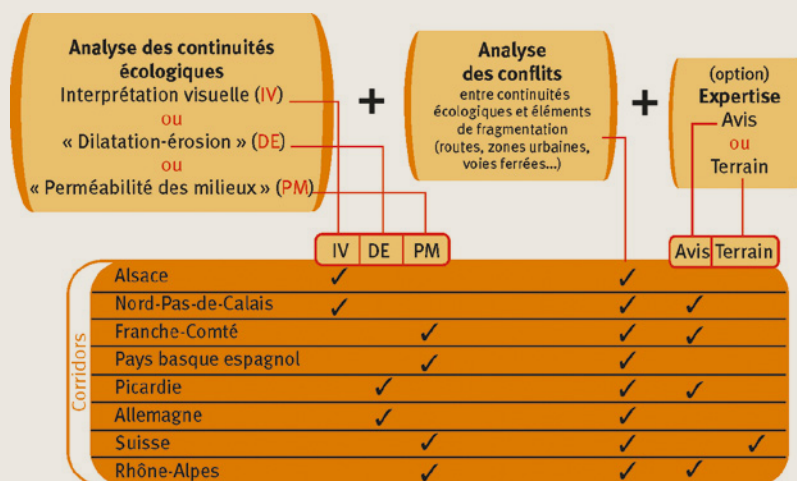 Analyse des continuités
écologiques
Interprétation visuelle (IV)
ou
« Dilatation-érosion » (DE)
ou
« Perméabilité des milieux » (PM)
+
Analyse
des conflits
entre continuités
écologiques et éléments
de fragmentation
(routes, zones urbaines,
voies ferrées...)
+
(option)
Expertise
Avis
ou
Terrain
IV DE PM Avis Terrain
Corridors
Alsace ✓ ✓
Nord-Pas-de-Calais ✓ ✓ ✓
Franche-Comté ✓ ✓ ✓
Pays basque espagnol ✓ ✓
Picardie ✓ ✓ ✓
Allemagne ✓ ✓
Suisse ✓ ✓ ✓
Rhône-Alpes ✓ ✓ ✓